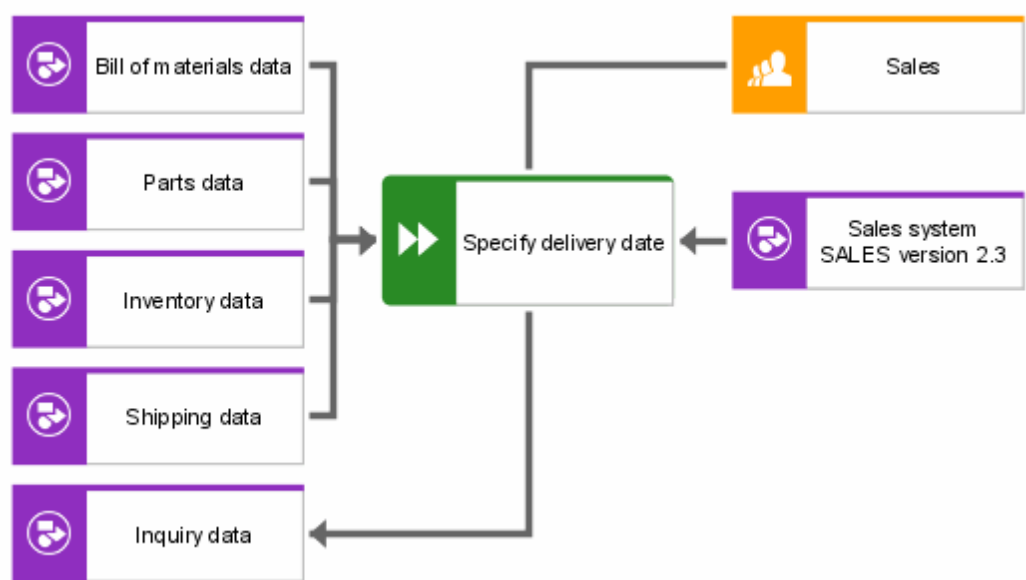 Bill of materials data
Sales
Parts data
Specify delivery date
Sales system
SALES version 2.3
Inventory data
Shipping data
Inquiry data